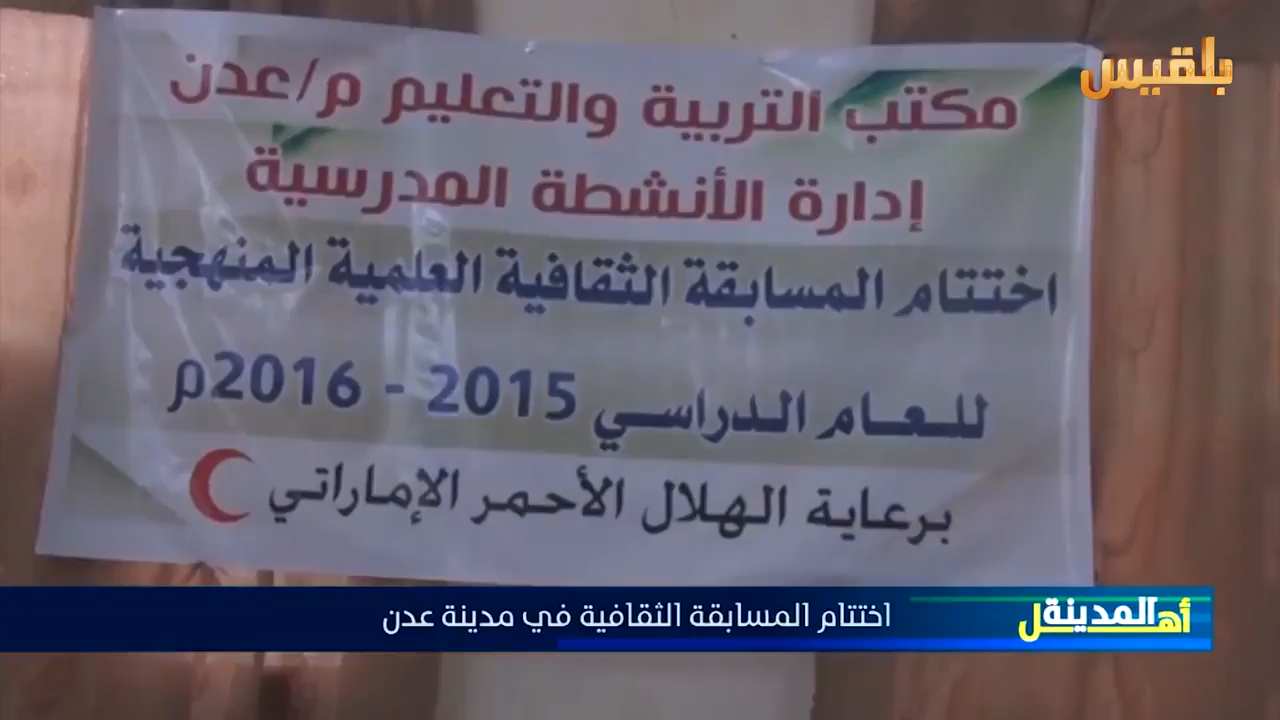 بلقيس
مكتب التربية والتعليم م/عدن
إدارة الأنشطة المدرسية
اختتام المسابقة الثقافية العلمية المنهجية
للعام الدراسي 2015 - 2016م
برعاية الهلال الأحمر الإماراتي
اختتام المسابقة الثقافية في مدينة عدن
أهل المدينة